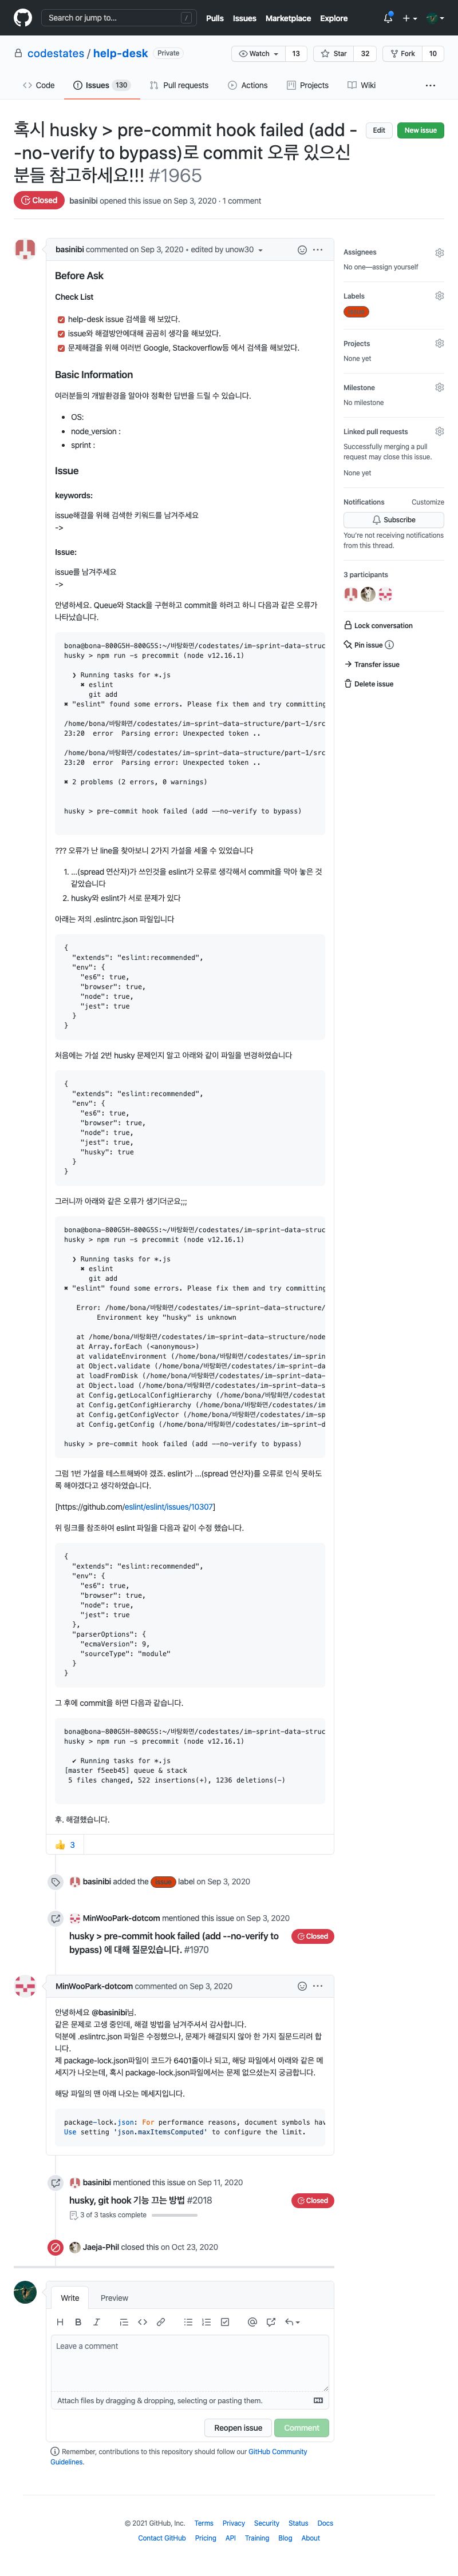 Search or jump to... /
Pulls Issues Marketplace Explore
codestates / help-desk Private
Watch 13 Star 32 Fork 10
Code Issues 130 Pull requests Actions Projects Wiki
혹시 husky > pre-commit hook failed (add -
-no-verify to bypass)로 commit 오류 있으신
분들 참고하세요!!! #1965
Edit New issue
Closed basinibi opened this issue on Sep 3, 2020 · 1 comment
basinibi commented on Sep 3, 2020 • edited by unow30
Before Ask
Check List
help-desk issue 검색을 해 보았다.
issue와 해결방안에대해 곰곰히 생각을 해보았다.
문제해결을 위해 여러번 Google, Stackoverflow등 에서 검색을 해보았다.
Basic Information
여러분들의 개발환경을 알아야 정확한 답변을 드릴 수 있습니다.
• OS:
• node_version :
• sprint :
Issue
keywords:
issue해결을 위해 검색한 키워드를 남겨주세요
->
Issue:
issue를 남겨주세요
->
안녕하세요. Queue와 Stack을 구현하고 commit을 하려고 하니 다음과 같은 오류가
나타났습니다.
bona@bona-800G5H-800G5S:~/바탕화면/codestates/im-sprint-data-struc
husky > npm run -s precommit (node v12.16.1)
❯ Running tasks for *.js
✖ eslint
git add
✖ "eslint" found some errors. Please fix them and try committing
/home/bona/바탕화면/codestates/im-sprint-data-structure/part-1/src
23:20 error Parsing error: Unexpected token ..
/home/bona/바탕화면/codestates/im-sprint-data-structure/part-1/src
23:20 error Parsing error: Unexpected token ..
✖ 2 problems (2 errors, 0 warnings)
husky > pre-commit hook failed (add --no-verify to bypass)
??? 오류가 난 line을 찾아보니 2가지 가설을 세울 수 있었습니다
1. ...(spread 연산자)가 쓰인것을 eslint가 오류로 생각해서 commit을 막아 놓은 것
같았습니다
2. husky와 eslint가 서로 문제가 있다
아래는 저의 .eslintrc.json 파일입니다
{
"extends": "eslint:recommended",
"env": {
"es6": true,
"browser": true,
"node": true,
"jest": true
}
}
처음에는 가설 2번 husky 문제인지 알고 아래와 같이 파일을 변경하였습니다
{
"extends": "eslint:recommended",
"env": {
"es6": true,
"browser": true,
"node": true,
"jest": true,
"husky": true
}
}
그러니까 아래와 같은 오류가 생기더군요;;;
bona@bona-800G5H-800G5S:~/바탕화면/codestates/im-sprint-data-struc
husky > npm run -s precommit (node v12.16.1)
❯ Running tasks for *.js
✖ eslint
git add
✖ "eslint" found some errors. Please fix them and try committing
Error: /home/bona/바탕화면/codestates/im-sprint-data-structure/
Environment key "husky" is unknown
at /home/bona/바탕화면/codestates/im-sprint-data-structure/node
at Array.forEach (<anonymous>)
at validateEnvironment (/home/bona/바탕화면/codestates/im-sprin
at Object.validate (/home/bona/바탕화면/codestates/im-sprint-da
at loadFromDisk (/home/bona/바탕화면/codestates/im-sprint-data-
at Object.load (/home/bona/바탕화면/codestates/im-sprint-data-s
at Config.getLocalConfigHierarchy (/home/bona/바탕화면/codestat
at Config.getConfigHierarchy (/home/bona/바탕화면/codestates/im
at Config.getConfigVector (/home/bona/바탕화면/codestates/im-sp
at Config.getConfig (/home/bona/바탕화면/codestates/im-sprint-d
husky > pre-commit hook failed (add --no-verify to bypass)
그럼 1번 가설을 테스트해봐야 겠죠. eslint가 ...(spread 연산자)를 오류로 인식 못하도
록 해야겠다고 생각하였습니다.
[https://github.com/eslint/eslint/issues/10307]
위 링크를 참조하여 eslint 파일을 다음과 같이 수정 했습니다.
{
"extends": "eslint:recommended",
"env": {
"es6": true,
"browser": true,
"node": true,
"jest": true
},
"parserOptions": {
"ecmaVersion": 9,
"sourceType": "module"
}
}
그 후에 commit을 하면 다음과 같습니다.
bona@bona-800G5H-800G5S:~/바탕화면/codestates/im-sprint-data-struc
husky > npm run -s precommit (node v12.16.1)
✔ Running tasks for *.js
[master f5eeb45] queue & stack
5 files changed, 522 insertions(+), 1236 deletions(-)
후. 해결했습니다.
👍 3
basinibi added the label on Sep 3, 2020
MinWooPark-dotcom mentioned this issue on Sep 3, 2020
husky > pre-commit hook failed (add --no-verify to
bypass) 에 대해 질문있습니다. #1970
Closed
MinWooPark-dotcom commented on Sep 3, 2020
안녕하세요 @basinibi님.
같은 문제로 고생 중인데, 해결 방법을 남겨주셔서 감사합니다.
덕분에 .eslintrc.json 파일은 수정했으나, 문제가 해결되지 않아 한 가지 질문드리려 합
니다.
제 package-lock.json파일이 코드가 6401줄이나 되고, 해당 파일에서 아래와 같은 메
세지가 나오는데, 혹시 package-lock.json파일에서는 문제 없으셨는지 궁금합니다.
해당 파일의 맨 아래 나오는 메세지입니다.
package-lock.json: For performance reasons, document symbols hav
Use setting 'json.maxItemsComputed' to configure the limit.
basinibi mentioned this issue on Sep 11, 2020
husky, git hook 기능 끄는 방법 #2018
Closed
3 of 3 tasks complete
Jaeja-Phil closed this on Oct 23, 2020
Write Preview
Leave a comment
Attach files by dragging & dropping, selecting or pasting them.
Reopen issue Comment
Remember, contributions to this repository should follow our GitHub Community
Guidelines.
Assignees
No one—assign yourself
Labels
Projects
None yet
Milestone
No milestone
Linked pull requests
Successfully merging a pull
request may close this issue.
None yet
Notifications Customize
Subscribe
You're not receiving notifications
from this thread.
3 participants
Lock conversation
Pin issue
Transfer issue
Delete issue
© 2021 GitHub, Inc. Terms Privacy Security Status Docs
Contact GitHub Pricing API Training Blog About